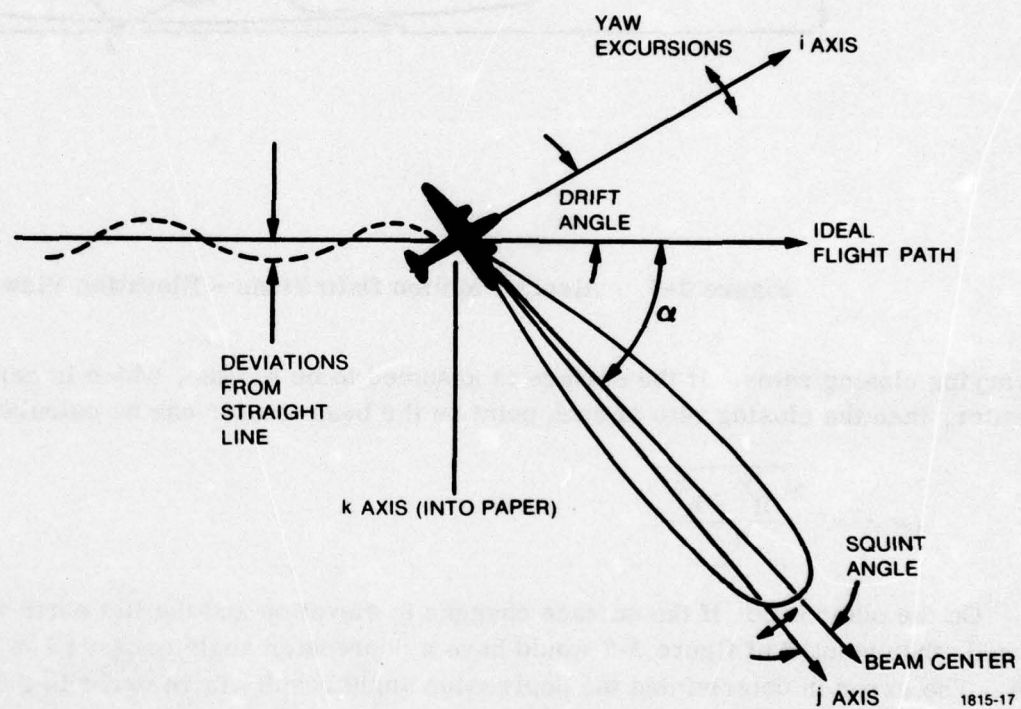 YAW
EXCURSIONS
i AXIS
DRIFT
ANGLE
IDEAL
FLIGHT PATH
α
DEVIATIONS
FROM
STRAIGHT
LINE
k AXIS (INTO PAPER)
SQUINT
ANGLE
BEAM CENTER
j AXIS
1815-17